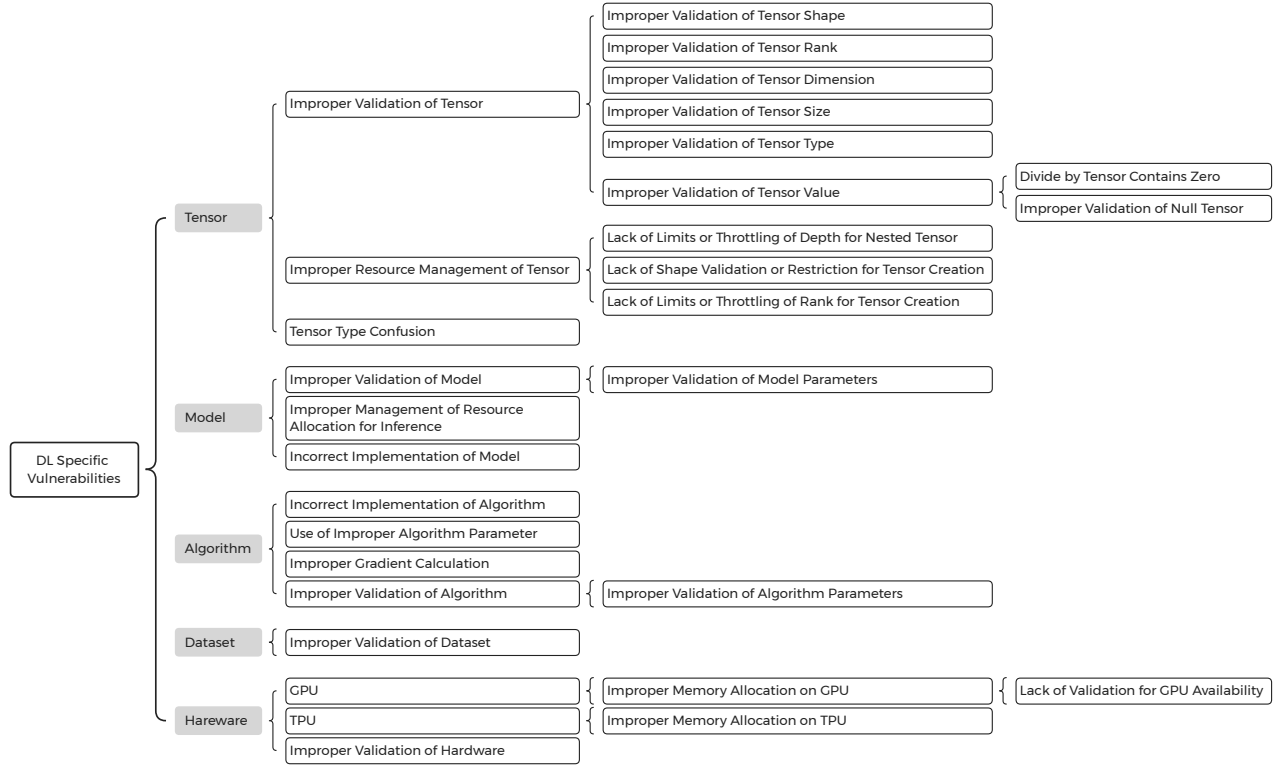 DL Specific
Vulnerabilities
Tensor
Improper Validation of Tensor
Improper Validation of Tensor Shape
Improper Validation of Tensor Rank
Improper Validation of Tensor Dimension
Improper Validation of Tensor Size
Improper Validation of Tensor Type
Improper Validation of Tensor Value
Divide by Tensor Contains Zero
Improper Validation of Null Tensor
Improper Resource Management of Tensor
Lack of Limits or Throttling of Depth for Nested Tensor
Lack of Shape Validation or Restriction for Tensor Creation
Lack of Limits or Throttling of Rank for Tensor Creation
Tensor Type Confusion
Model
Improper Validation of Model
Improper Validation of Model Parameters
Improper Management of Resource
Allocation for Inference
Incorrect Implementation of Model
Algorithm
Incorrect Implementation of Algorithm
Use of Improper Algorithm Parameter
Improper Gradient Calculation
Improper Validation of Algorithm
Improper Validation of Algorithm Parameters
Dataset
Improper Validation of Dataset
Hareware
GPU
Improper Memory Allocation on GPU
Lack of Validation for GPU Availability
TPU
Improper Memory Allocation on TPU
Improper Validation of Hardware